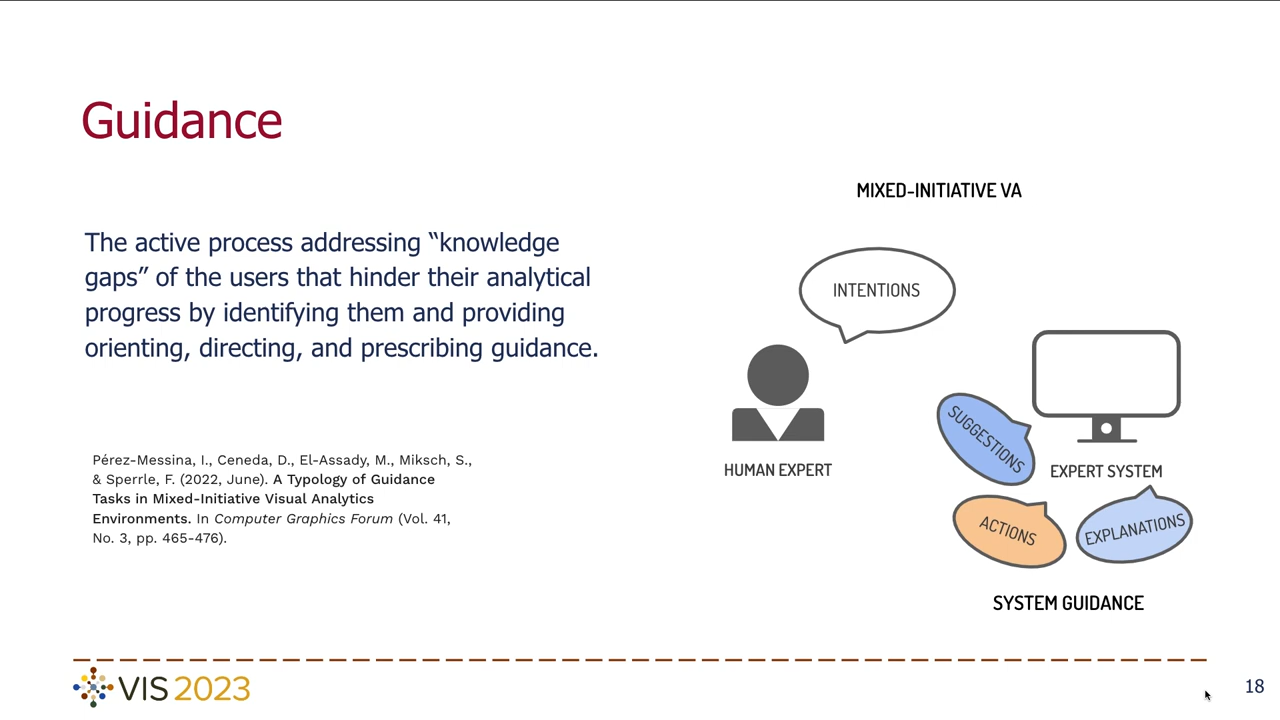 Guidance
MIXED-INITIATIVE VA
The active process addressing “knowledge
gaps” of the users that hinder their analytical
progress by identifying them and providing
orienting, directing, and prescribing guidance.
INTENTIONS
SUGGESTIONS
HUMAN EXPERT
EXPERT SYSTEM
Pérez-Messina, I., Ceneda, D., El-Assady, M., Miksch, S.,
& Sperrle, F. (2022, June). A Typology of Guidance
Tasks in Mixed-Initiative Visual Analytics
Environments. In Computer Graphics Forum (Vol. 41,
No. 3, pp. 465-476).
ACTIONS
EXPLANATIONS
SYSTEM GUIDANCE
VIS 2023
18